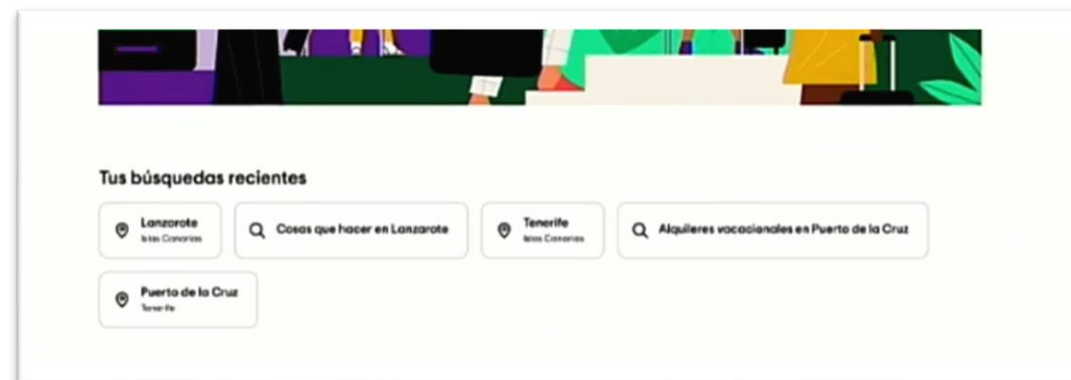 Tus búsquedas recientes
Lanzarote
Islas Canarias
Cosas que hacer en Lanzarote
Tenerife
Islas Canarias
Alquileres vacacionales en Puerto de la Cruz
Puerto de la Cruz
Tenerife